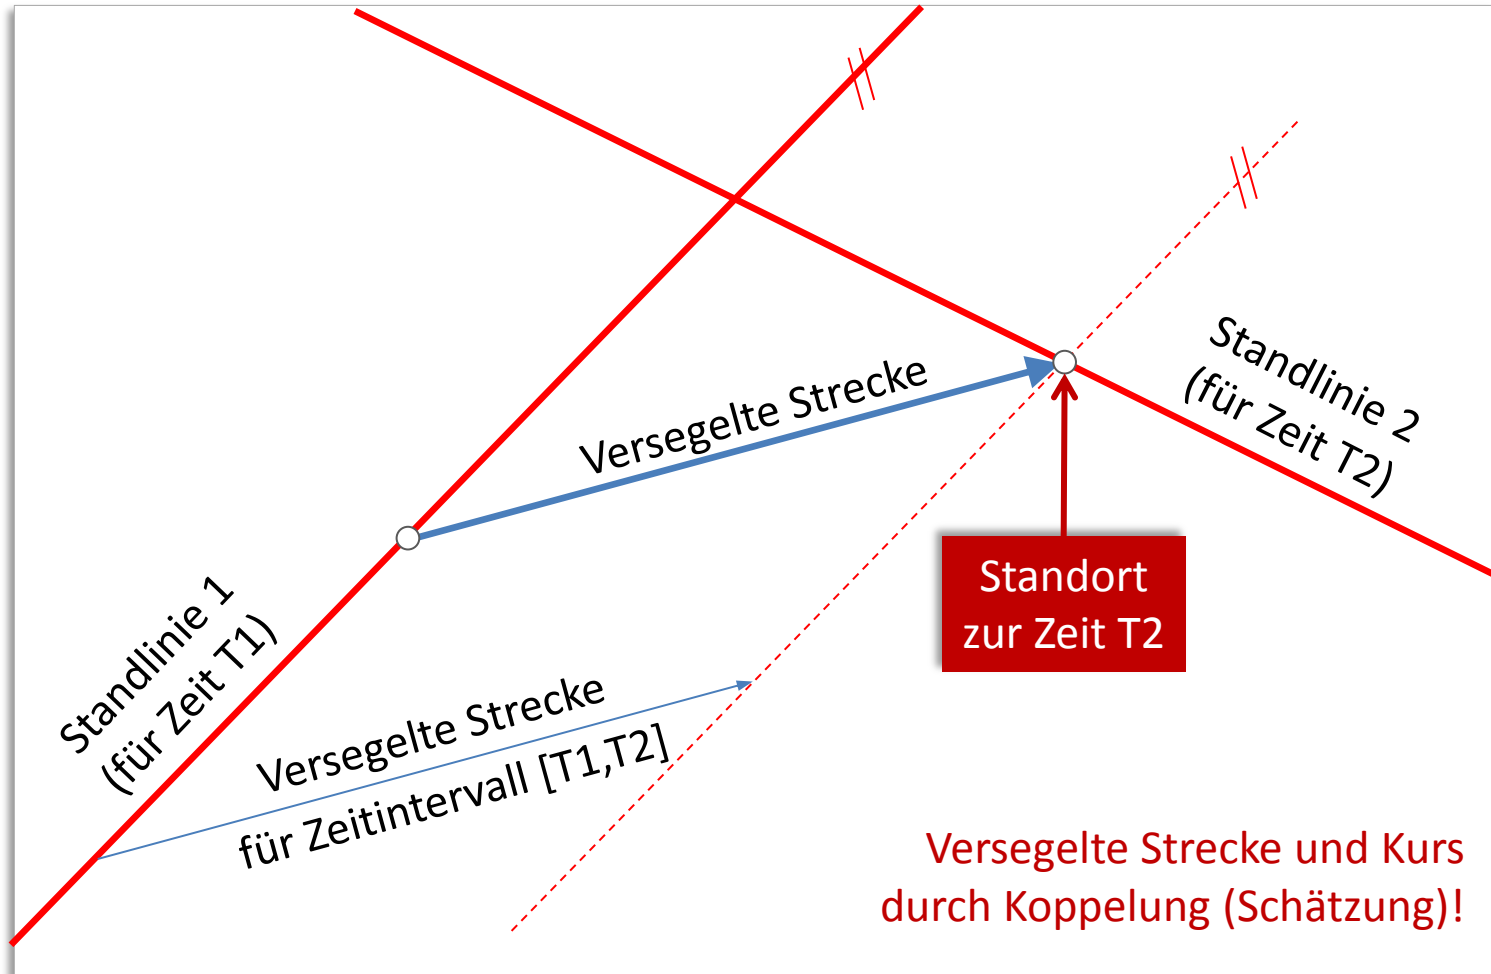 Versegelte Strecke
Standlinie 2
(für Zeit T2)
Standort
zur Zeit T2
Standlinie 1
(für Zeit T1)
Versegelte Strecke
für Zeitintervall [T1,T2]
Versegelte Strecke und Kurs
durch Koppelung (Schätzung)!